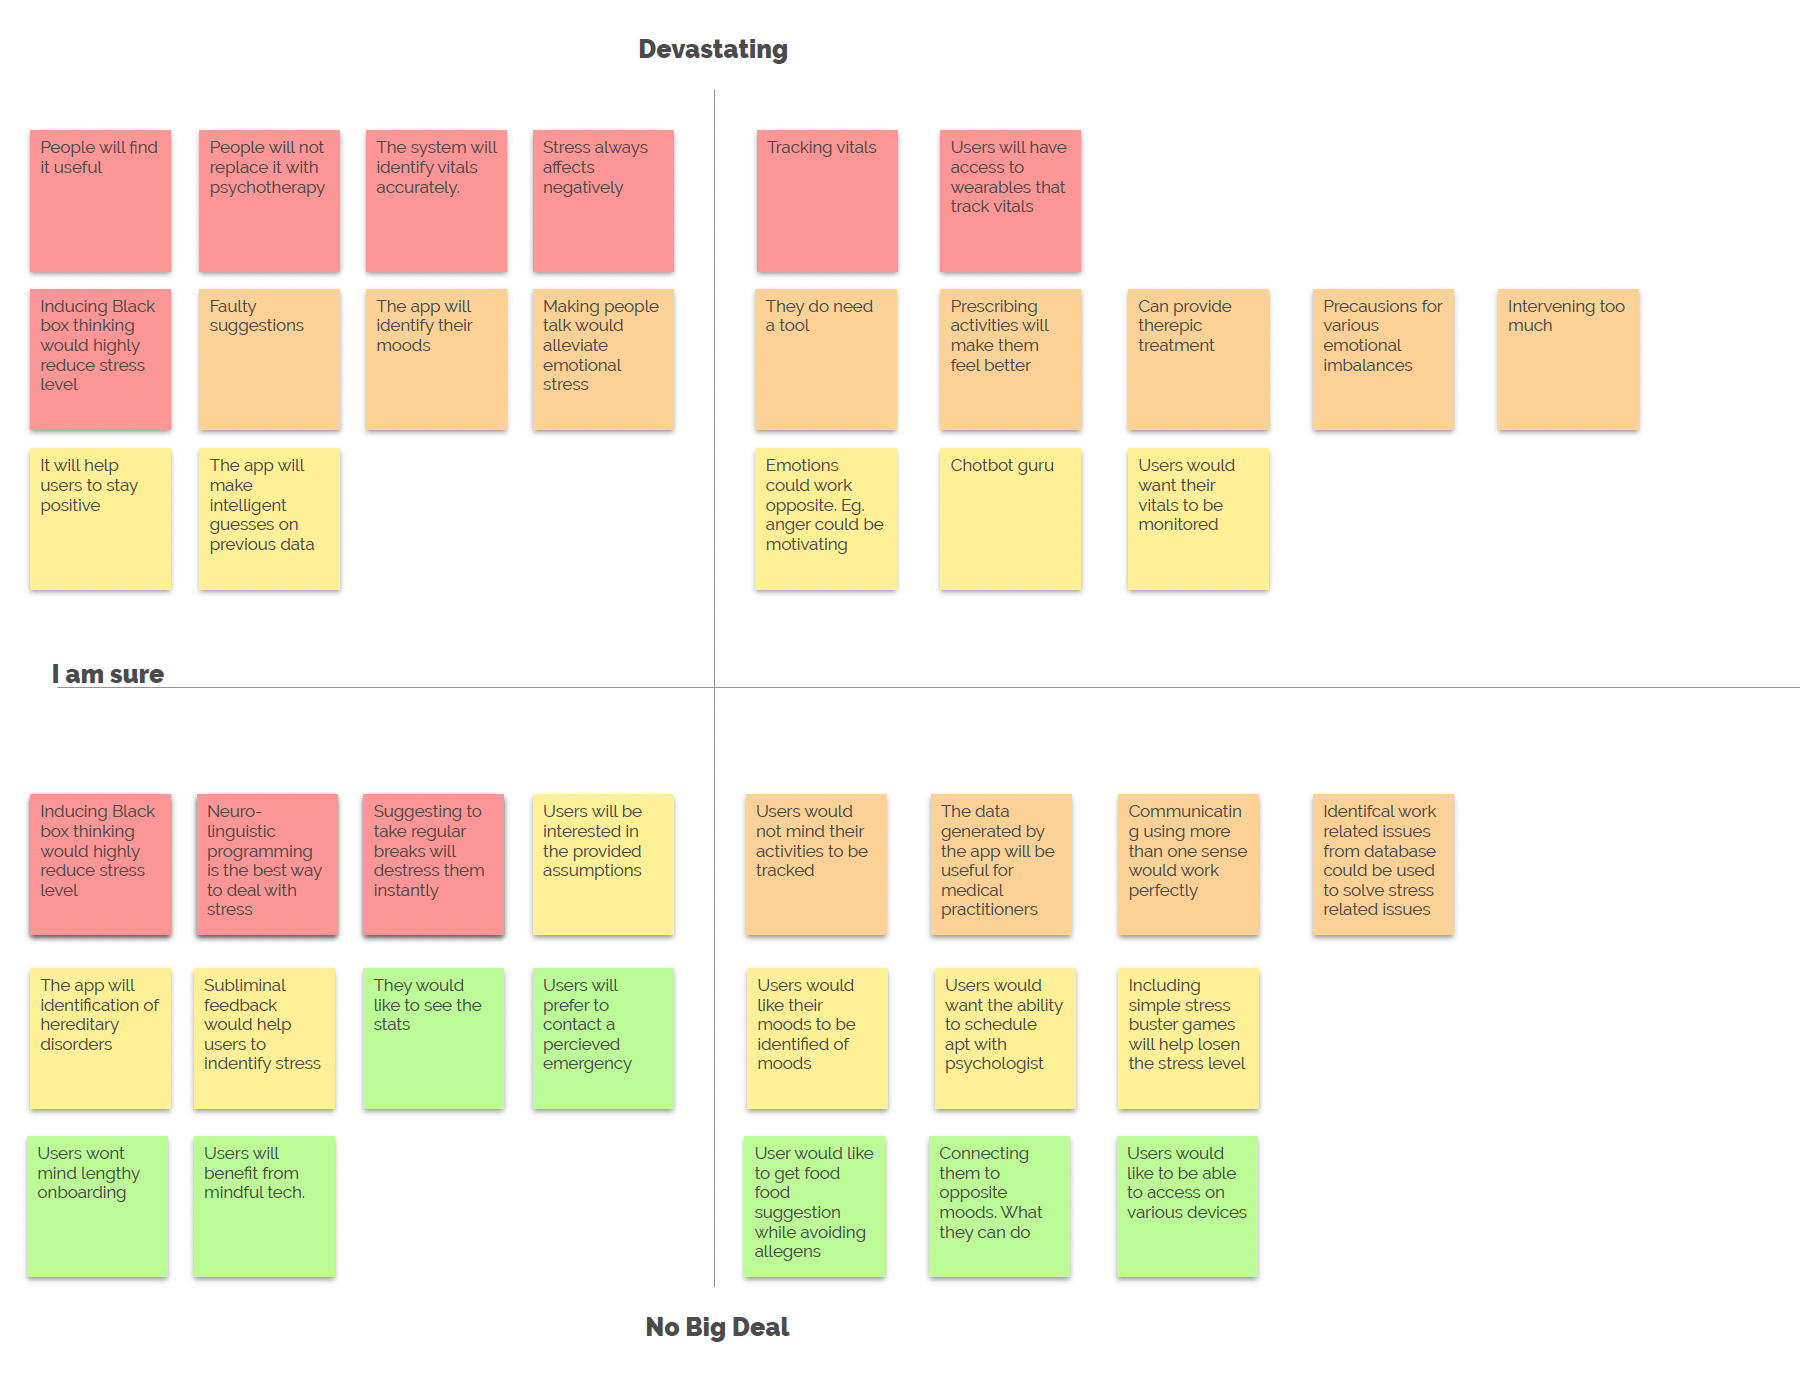 Devastating
People will find
it useful
People will not
replace it with
psychotherapy
The system will
identify vitals
accurately.
Stress always
affects
negatively
Tracking vitals
Users will have
access to
wearables that
track vitals
Inducing Black
box thinking
would highly
reduce stress
level
Faulty
suggestions
The app will
identify their
moods
Making people
talk would
alleviate
emotional
stress
They do need
a tool
Prescribing
activities will
make them
feel better
Can provide
therepic
treatment
Precausions for
various
emotional
imbalances
Intervening too
much
It will help
users to stay
positive
The app will
make
intelligent
guesses on
previous data
Emotions
could work
opposite. Eg.
anger could be
motivating
Chotbot guru
Users would
want their
vitals to be
monitored
I am sure
Inducing Black
box thinking
would highly
reduce stress
level
Neuro-
linguistic
programming
is the best way
to deal with
stress
Suggesting to
take regular
breaks will
destress them
instantly
Users will be
interested in
the provided
assumptions
Users would
not mind their
activities to be
tracked
The data
generated by
the app will be
useful for
medical
practitioners
Communicatin
g using more
than one sense
would work
perfectly
Identifcal work
related issues
from database
could be used
to solve stress
related issues
The app will
identification of
hereditary
disorders
Subliminal
feedback
would help
users to
indentify stress
They would
like to see the
stats
Users will
prefer to
contact a
percieved
emergency
Users would
like their
moods to be
identified of
moods
Users would
want the ability
to schedule
apt with
psychologist
Including
simple stress
buster games
will help losen
the stress level
Users wont
mind lengthy
onboarding
Users will
benefit from
mindful tech.
User would like
to get food
food
suggestion
while avoiding
allegens
Connecting
them to
opposite
moods. What
they can do
Users would
like to be able
to access on
various devices
No Big Deal